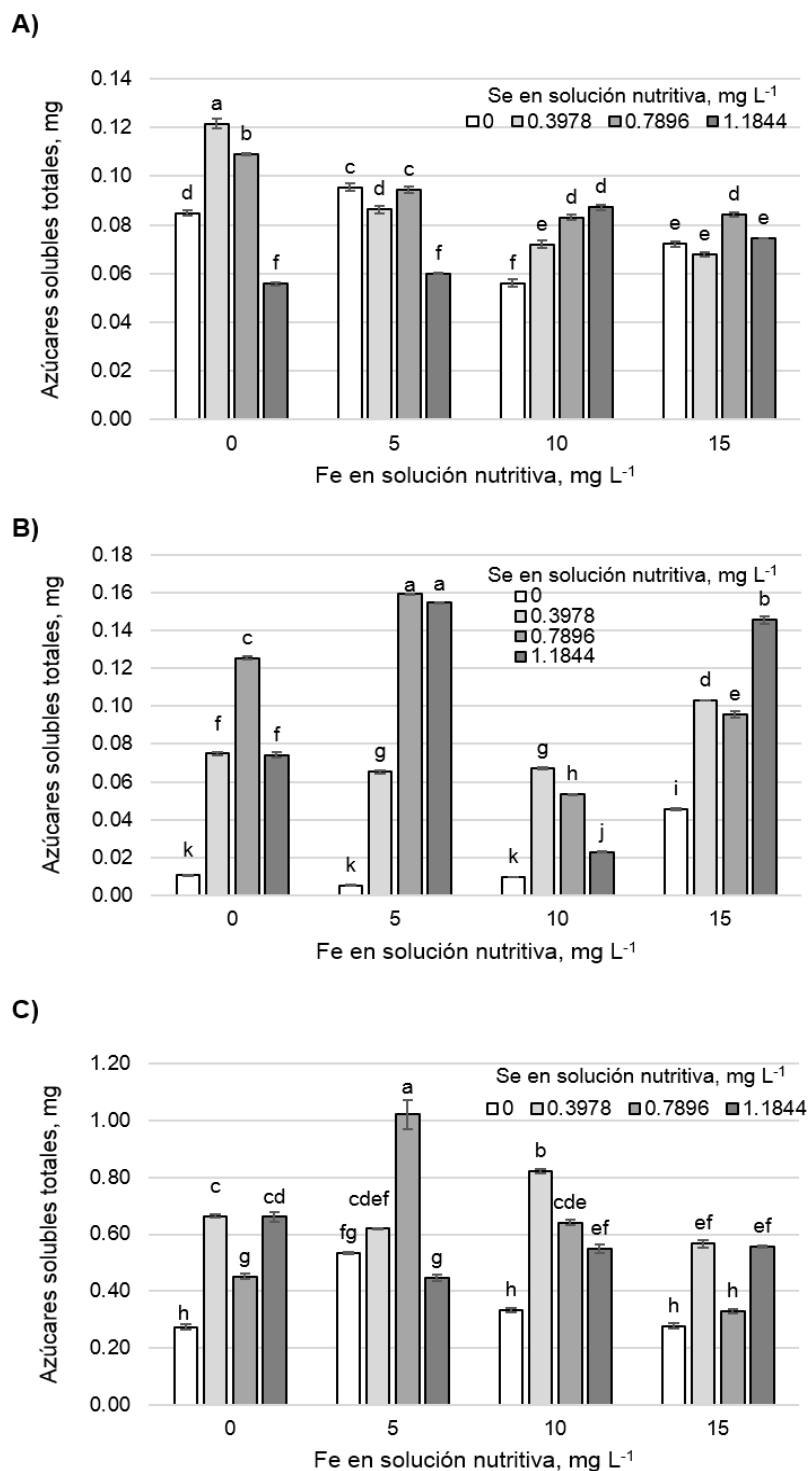 A)
0.14
0.12
0.10
0.08
0.06
0.04
0.02
0.00
Azúcares solubles totales, mg
Se en solución nutritiva, mg L-1
0 0.3978 0.7896 1.1844
d a b f
c d c f
f e d d
e e d e
0 5 10 15
Fe en solución nutritiva, mg L-1
B)
0.18
0.16
0.14
0.12
0.10
0.08
0.06
0.04
0.02
0.00
Azúcares solubles totales, mg
Se en solución nutritiva, mg L-1
0
0.3978
0.7896
1.1844
k f c f
k g a a
k g h j
i d e b
0 5 10 15
Fe en solución nutritiva, mg L-1
C)
1.20
1.00
0.80
0.60
0.40
0.20
0.00
Azúcares solubles totales, mg
Se en solución nutritiva, mg L-1
0 0.3978 0.7896 1.1844
h c g cd
fg cdef a g
h b cde ef
h ef h ef
0 5 10 15
Fe en solución nutritiva, mg L-1